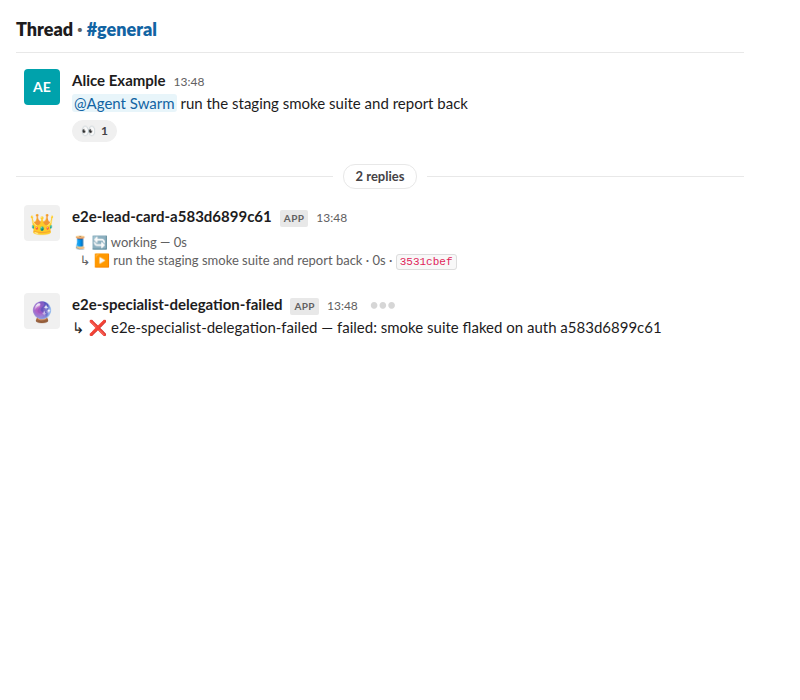 Thread • #general
AE
Alice Example 13:48
@Agent Swarm run the staging smoke suite and report back
👀 1
2 replies
e2e-lead-card-a583d6899c61 APP 13:48
🧵 🔄 working — 0s
↳ ▶️ run the staging smoke suite and report back · 0s · 3531cbef
e2e-specialist-delegation-failed APP 13:48
↳ ❌ e2e-specialist-delegation-failed — failed: smoke suite flaked on auth a583d6899c61